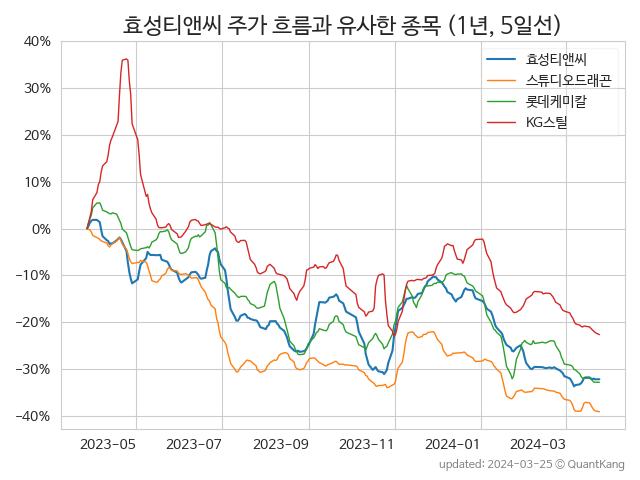 효성티앤씨 주가 흐름과 유사한 종목 (1년, 5일선)
40%
30%
20%
10%
0%
−10%
−20%
−30%
−40%
효성티앤씨
스튜디오드래곤
롯데케미칼
KG스틸
2023-05 2023-07 2023-09 2023-11 2024-01 2024-03
updated: 2024-03-25 © QuantKang